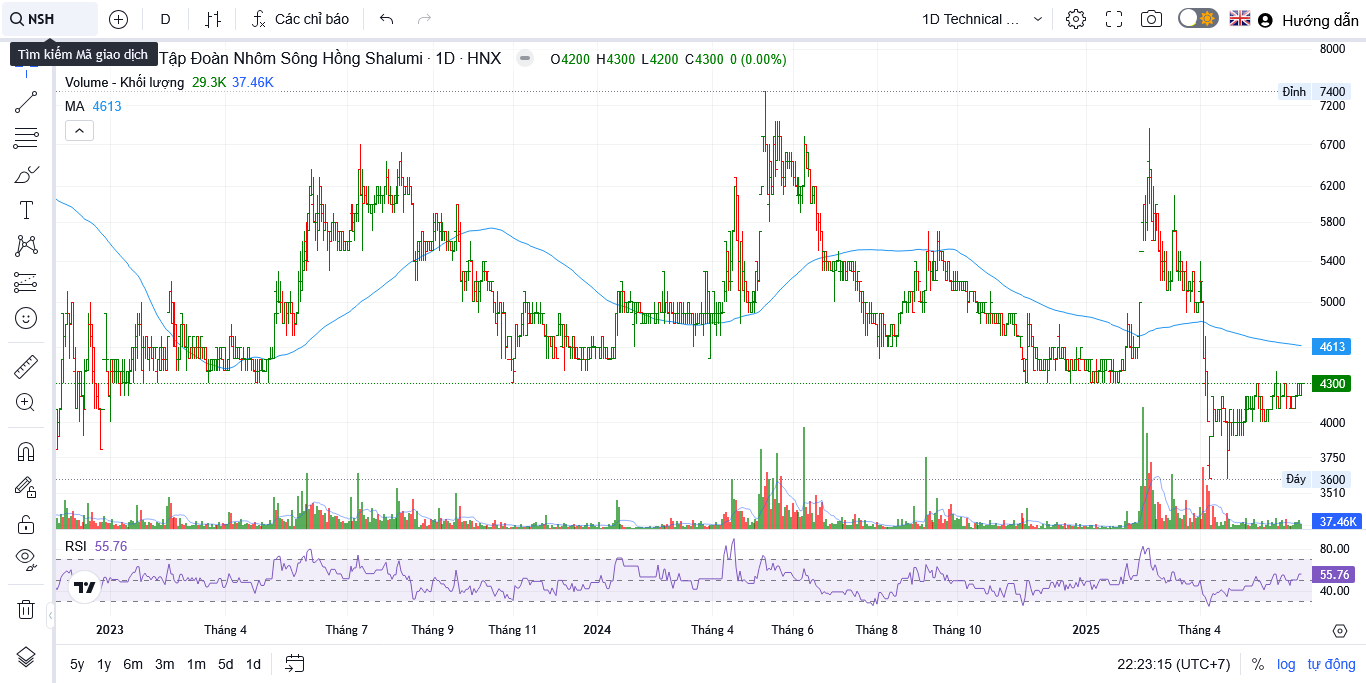 NSH
D
Các chỉ báo
1D Technical ...
Hướng dẫn
Tìm kiếm Mã giao dịch
Tập Đoàn Nhôm Sông Hồng Shalumi · 1D · HNX
O4200 H4300 L4200 C4300 0 (0.00%)
Volume - Khối lượng 29.3K 37.46K
MA 4613
8000
Đỉnh 7400
7200
6700
6200
5800
5400
5000
4613
4300
4000
3750
Đáy 3600
3510
37.46K
RSI 55.76
80.00
55.76
40.00
2023 Tháng 4 Tháng 7 Tháng 9 Tháng 11 2024 Tháng 4 Tháng 6 Tháng 8 Tháng 10 2025 Tháng 4
5y 1y 6m 3m 1m 5d 1d
22:23:15 (UTC+7) % log tự động